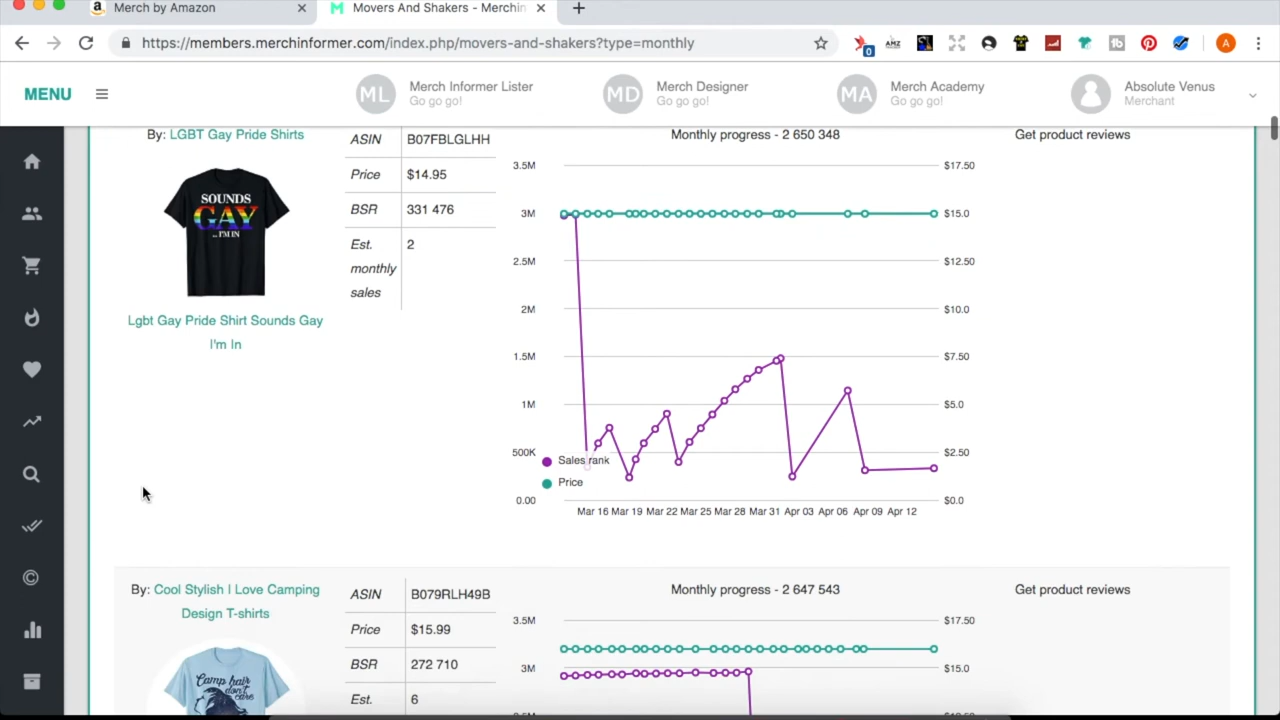 Merch by Amazon
Movers And Shakers - Merchin
https://members.merchinformer.com/index.php/movers-and-shakers?type=monthly
0
AMZ
tb
A
MENU
ML
Merch Informer Lister
Go go go!
MD
Merch Designer
Go go go!
MA
Merch Academy
Go go go!
Absolute Venus
Merchant
By: LGBT Gay Pride Shirts
SOUNDS
GAY
...I'M IN
Lgbt Gay Pride Shirt Sounds Gay
I'm In
ASIN B07FBLGLHH
Price $14.95
BSR 331 476
Est. 2
monthly
sales
Monthly progress - 2 650 348
3.5M
3M
2.5M
2M
1.5M
1M
500K
0.00
$17.50
$15.0
$12.50
$10.0
$7.50
$5.0
$2.50
$0.0
Sales rank
Price
Mar 16 Mar 19 Mar 22 Mar 25 Mar 28 Mar 31 Apr 03 Apr 06 Apr 09 Apr 12
Get product reviews
By: Cool Stylish I Love Camping
Design T-shirts
Camp hair
don't
care
ASIN B079RLH49B
Price $15.99
BSR 272 710
Est. 6
Monthly progress - 2 647 543
3.5M
3M
$17.50
$15.0
Get product reviews